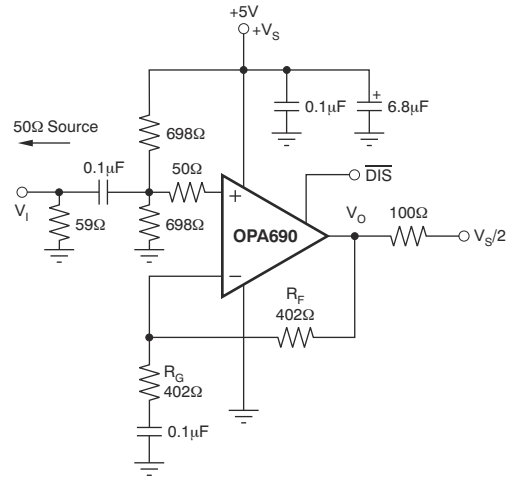 +5V
+V_S
0.1μF
+
6.8μF
50Ω Source
698Ω
0.1μF
50Ω
V_I
59Ω
698Ω
+
OPA690
−
D̅I̅S̅
V_O
100Ω
V_S/2
R_F
402Ω
R_G
402Ω
0.1μF